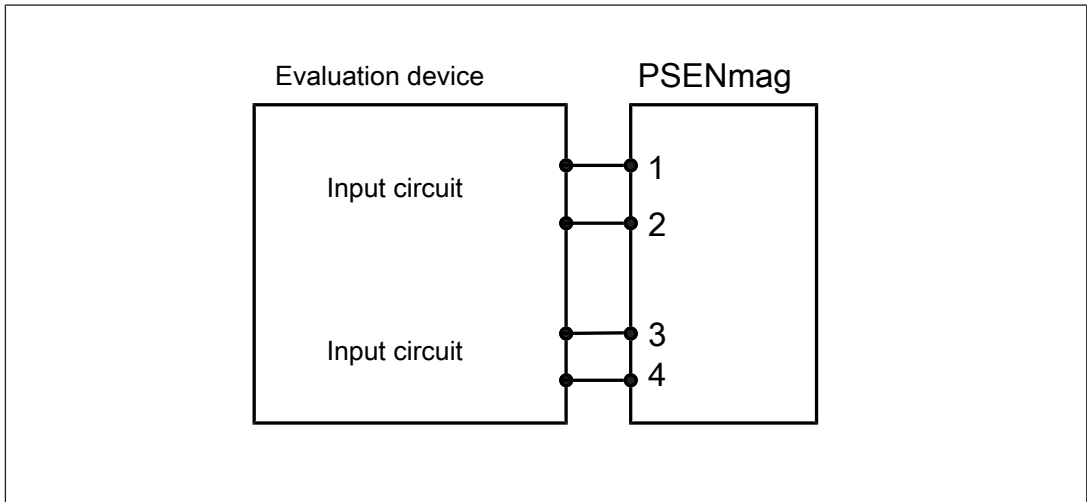 Evaluation device
PSENmag
Input circuit
1
2
Input circuit
3
4